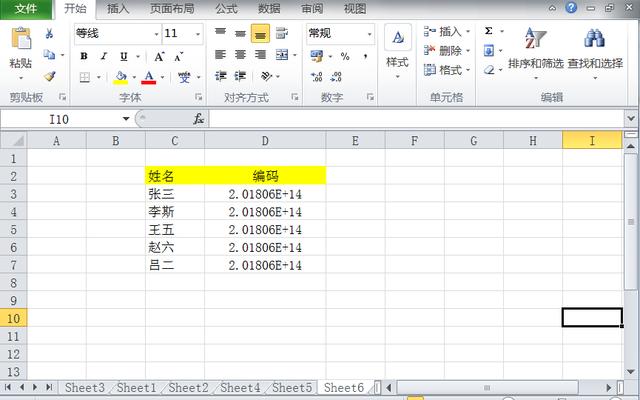 文件 开始 插入 页面布局 公式 数据 审阅 视图
等线 11 常规 插入 Σ
粘贴 B I U A A 删除
A wén % , 样式 排序和筛选 查找和选择
.0 .00 .00 .0 格式
剪贴板 字体 对齐方式 数字 单元格 编辑
I10 fx
A B C D E F G H I
1
2 姓名 编码
3 张三 2.01806E+14
4 李斯 2.01806E+14
5 王五 2.01806E+14
6 赵六 2.01806E+14
7 吕二 2.01806E+14
8
9
10
11
12
13
Sheet3 Sheet1 Sheet2 Sheet4 Sheet5 Sheet6